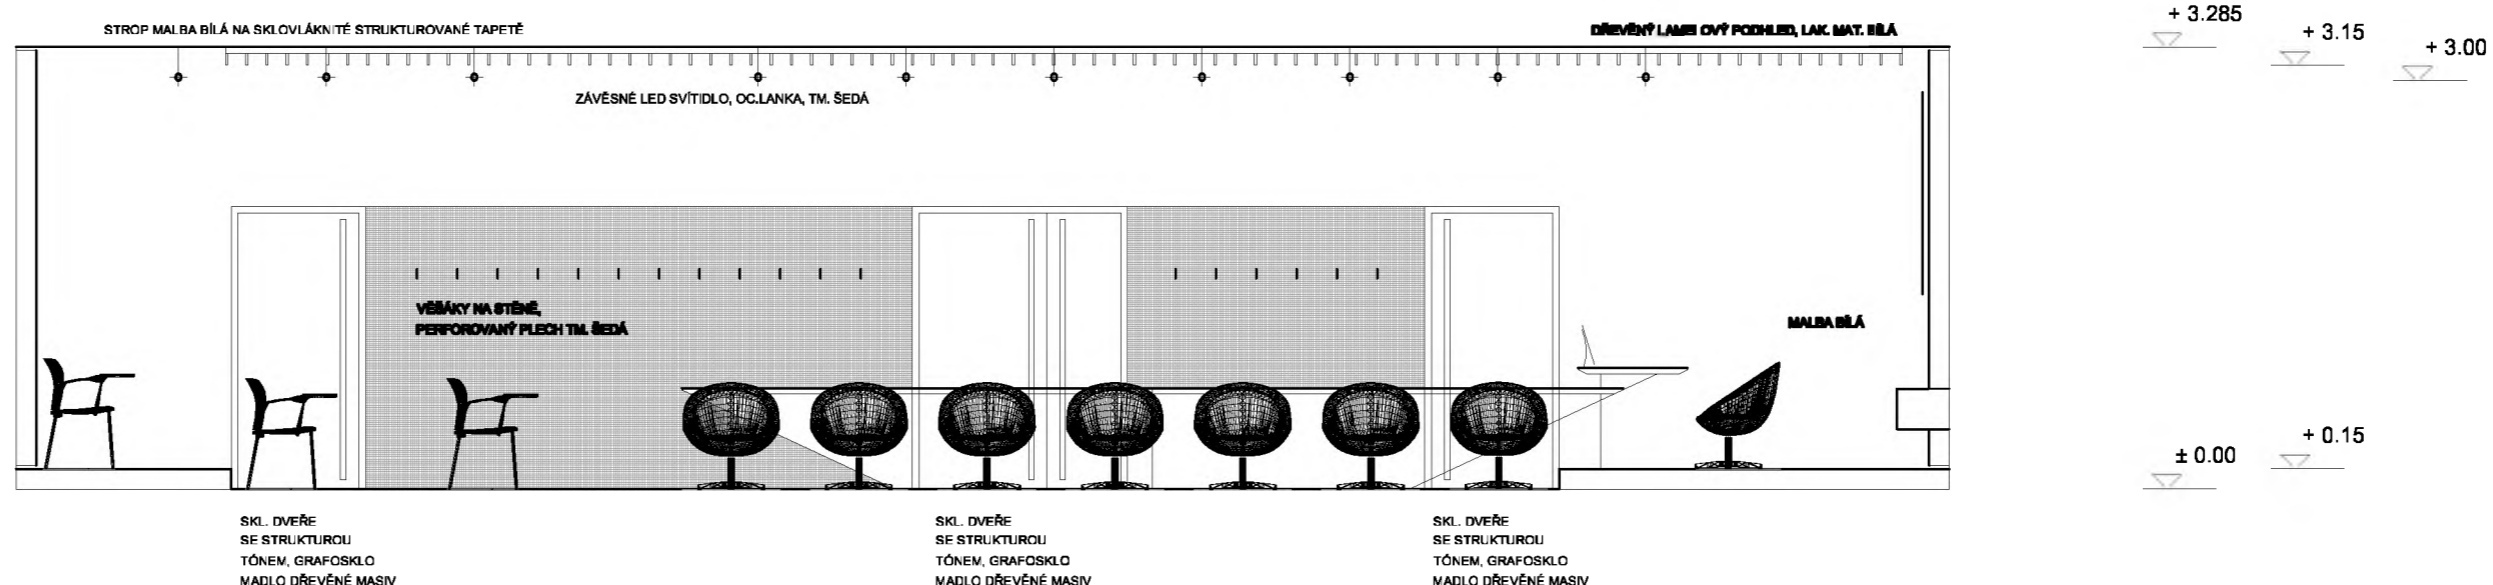 STROP MALBA BÍLÁ NA SKLOVLÁKNITÉ STRUKTUROVANÉ TAPETĚ
DŘEVĚNÝ LAMELOVÝ PODHLED, LAK. MAT. BÍLÁ
+ 3.285
+ 3.15
+ 3.00
ZÁVĚSNÉ LED SVÍTIDLO, OC.LANKA, TM. ŠEDÁ
VĚŠÁKY NA STĚNĚ,
PERFOROVANÝ PLECH TM. ŠEDÁ
MALBA BÍLÁ
+ 0.15
± 0.00
SKL. DVEŘE
SE STRUKTUROU
TÓNEM, GRAFOSKLO
MADLO DŘEVĚNÉ MASIV
SKL. DVEŘE
SE STRUKTUROU
TÓNEM, GRAFOSKLO
MADLO DŘEVĚNÉ MASIV
SKL. DVEŘE
SE STRUKTUROU
TÓNEM, GRAFOSKLO
MADLO DŘEVĚNÉ MASIV